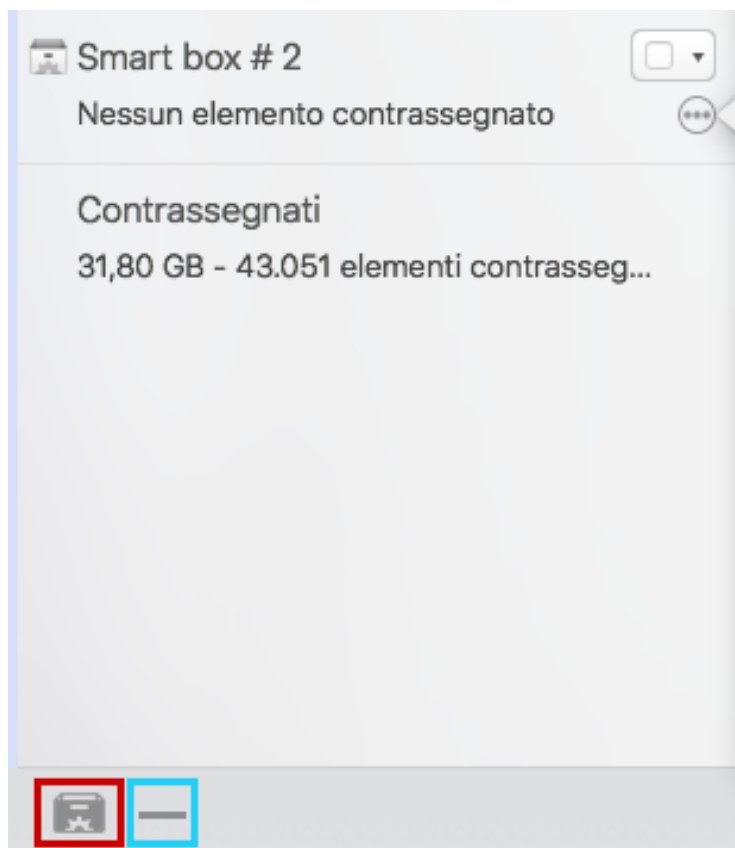 Smart box # 2
Nessun elemento contrassegnato
Contrassegnati
31,80 GB - 43.051 elementi contrasseg...